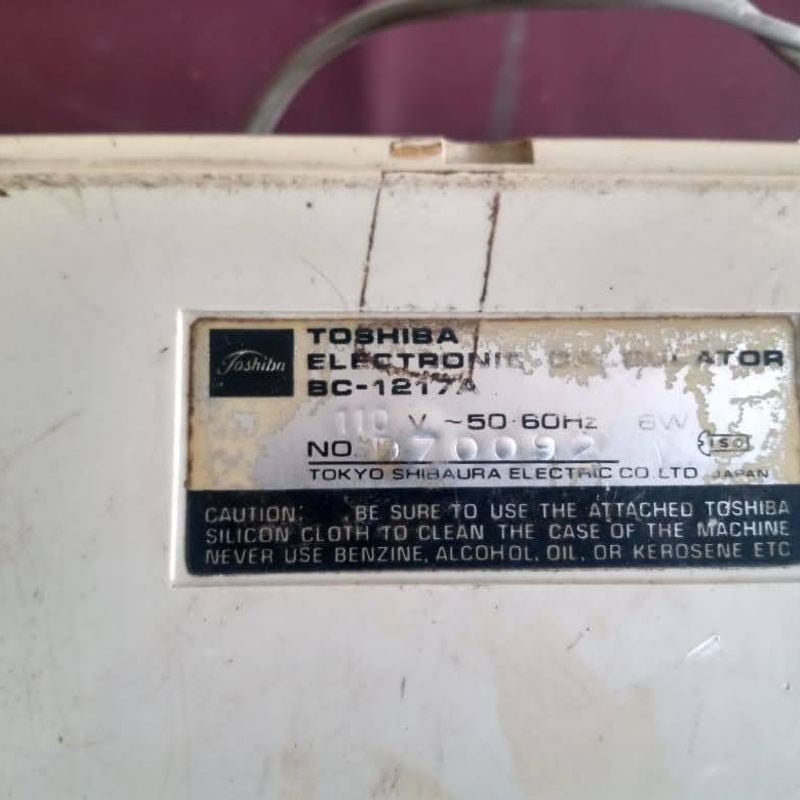 Toshiba
TOSHIBA
ELECTRONIC CALCULATOR
BC-1217A
110 V ~50·60Hz 6W
NO.
ISO
TOKYO SHIBAURA ELECTRIC CO LTD JAPAN
CAUTION: BE SURE TO USE THE ATTACHED TOSHIBA
SILICON CLOTH TO CLEAN THE CASE OF THE MACHINE
NEVER USE BENZINE, ALCOHOL, OIL, OR KEROSENE ETC